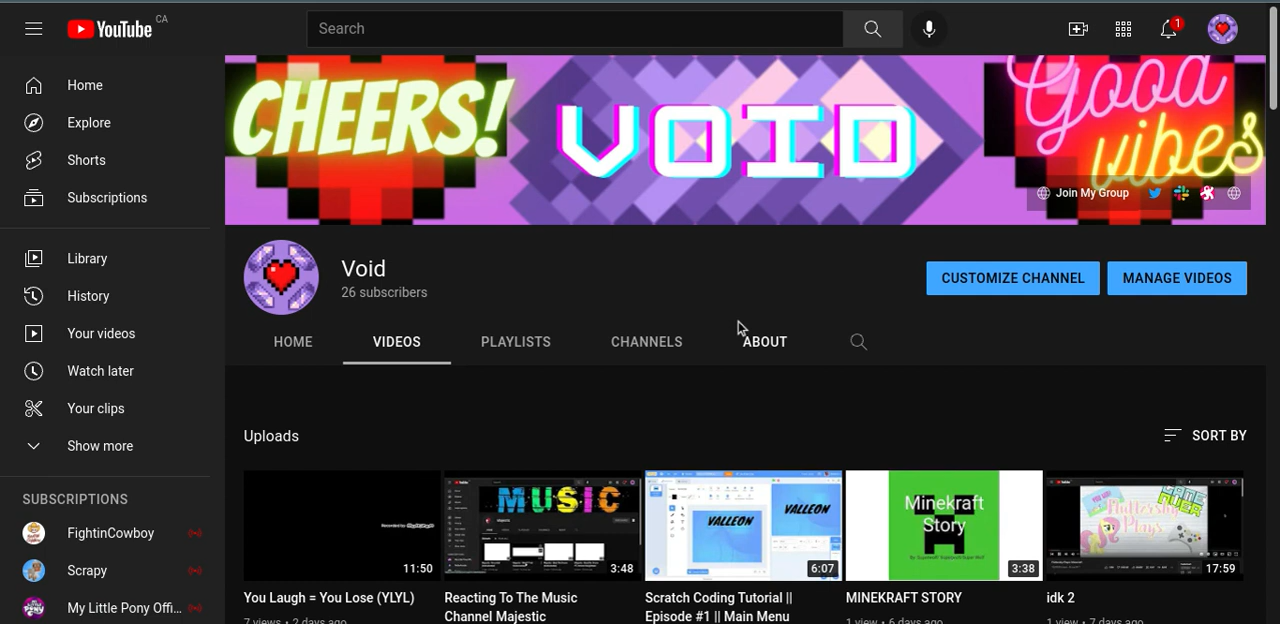 YouTube CA
Search
1
Home
Explore
Shorts
Subscriptions
Library
History
Your videos
Watch later
Your clips
Show more
SUBSCRIPTIONS
FightinCowboy
Scrapy
My Little Pony Offi...
CHEERS!
VOID
Good
vibes
Join My Group
Void
26 subscribers
CUSTOMIZE CHANNEL
MANAGE VIDEOS
HOME VIDEOS PLAYLISTS CHANNELS ABOUT
Uploads
SORT BY
11:50
MUSIC
3:48
VALLEON
VALLEON
6:07
Minekraft
Story
3:38
17:59
You Laugh = You Lose (YLYL)
7 views • 2 days ago
Reacting To The Music
Channel Majestic
Scratch Coding Tutorial ||
Episode #1 || Main Menu
MINEKRAFT STORY
1 view • 6 days ago
idk 2
1 view • 7 days ago